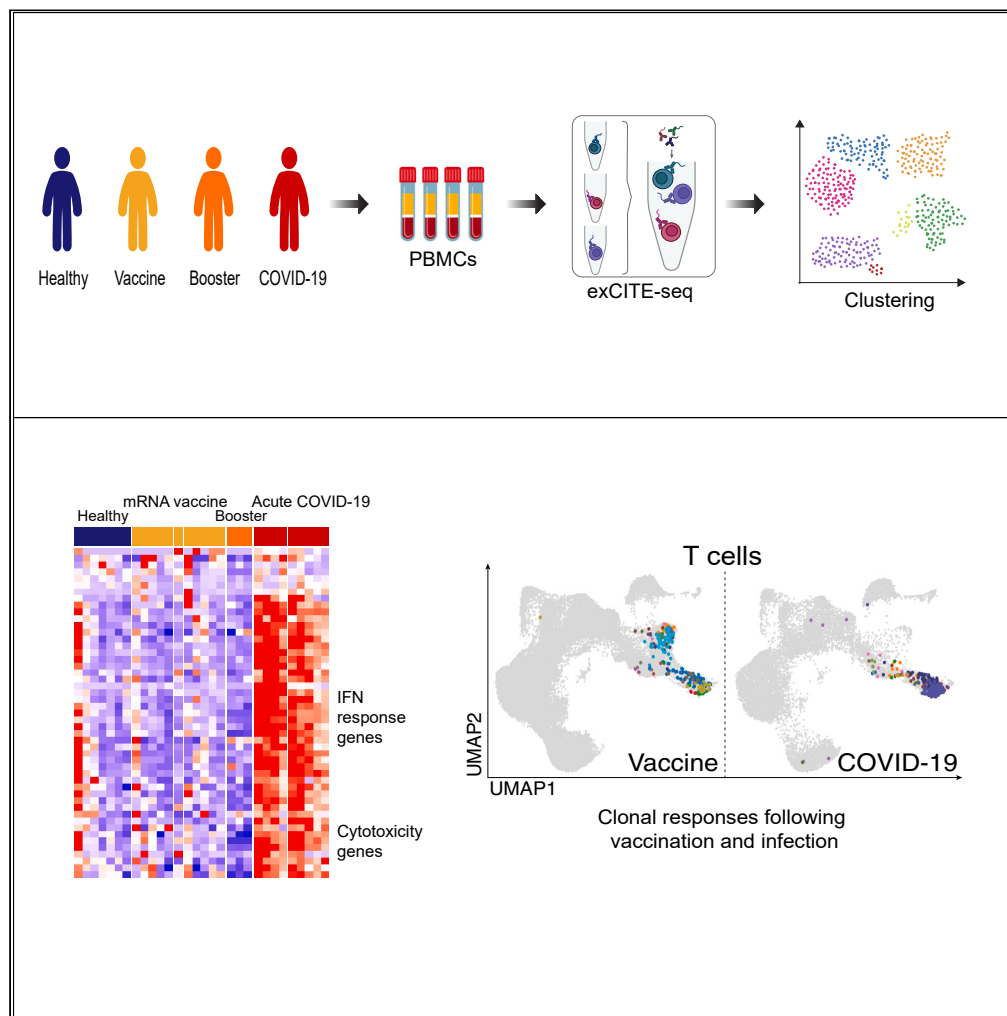 Healthy
Vaccine
Booster
COVID-19
PBMCs
exCITE-seq
Clustering
mRNA vaccine
Acute COVID-19
Healthy
Booster
IFN
response
genes
Cytotoxicity
genes
T cells
UMAP2
UMAP1
Vaccine
COVID-19
Clonal responses following
vaccination and infection